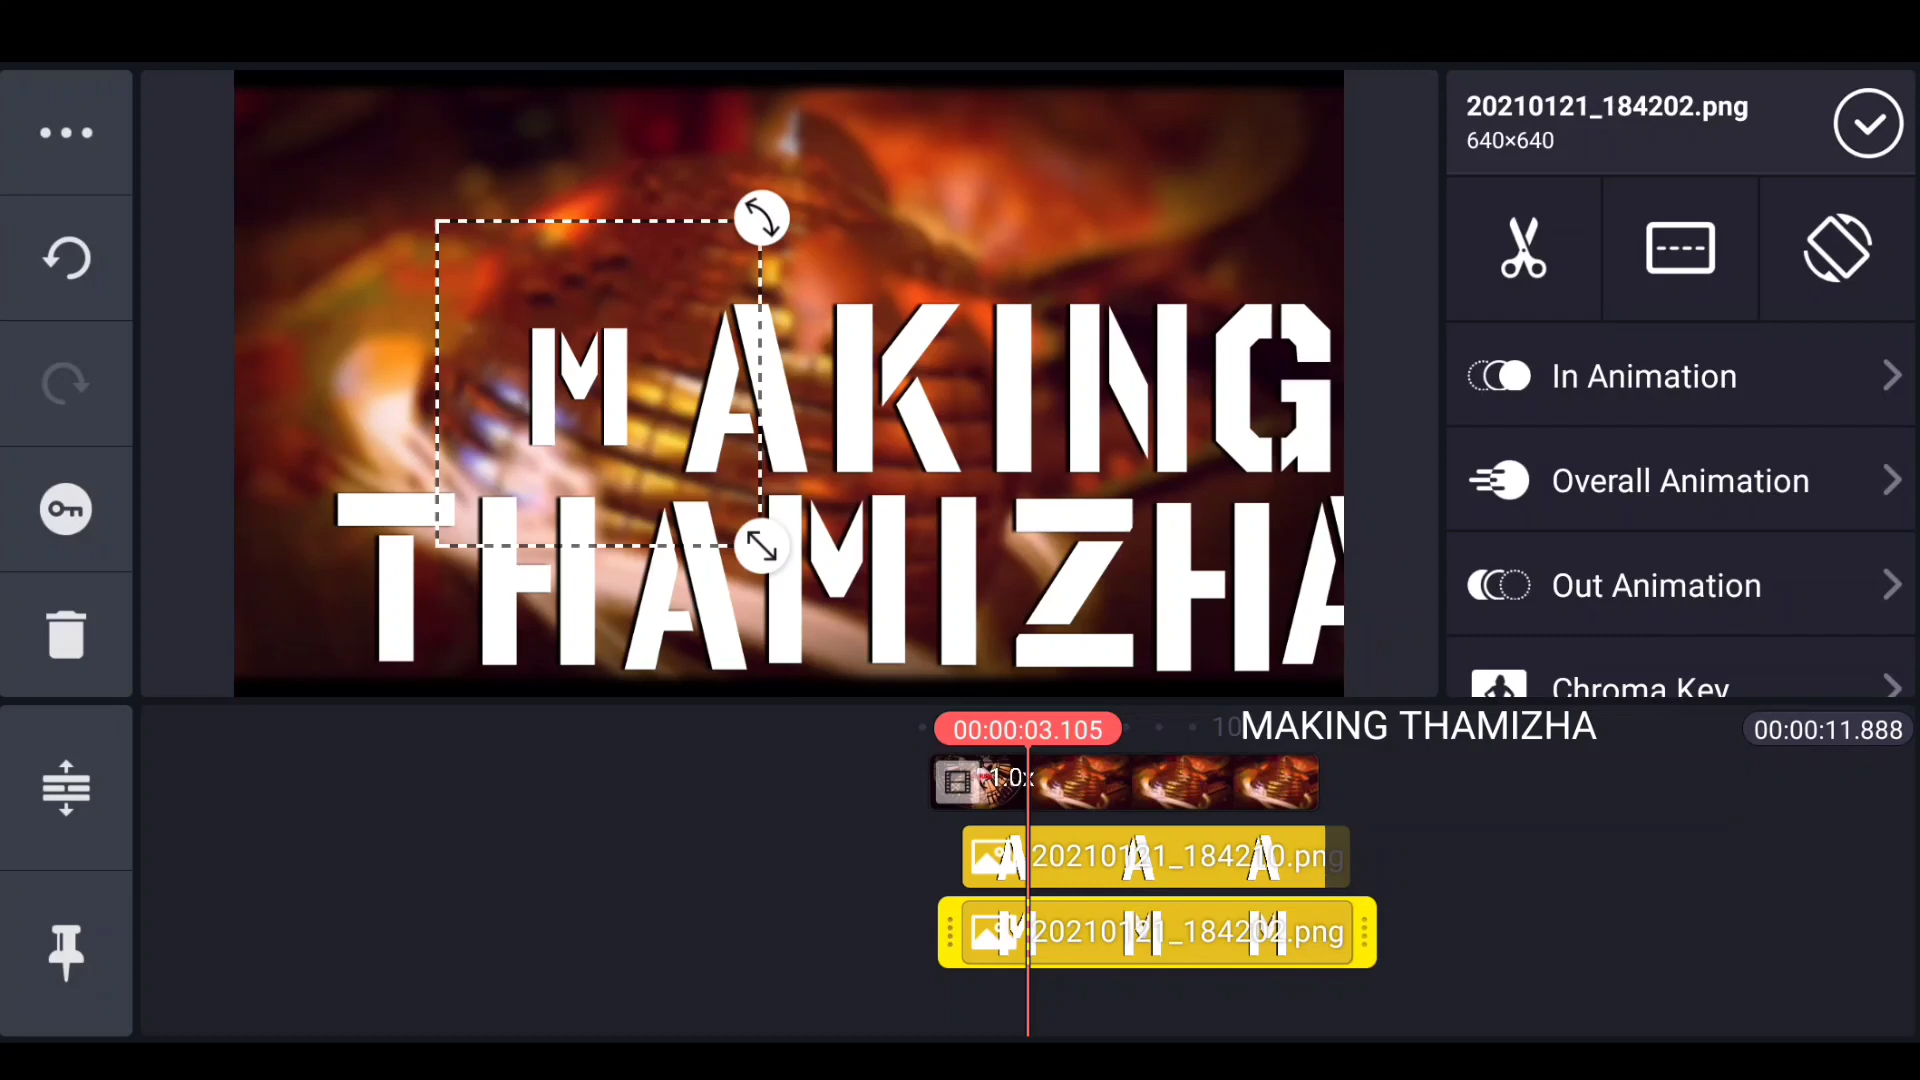 20210121_184202.png
640×640
MAKING
THAMIZHA
In Animation
Overall Animation
Out Animation
Chroma Key
00:00:03.105
10
MAKING THAMIZHA
00:00:11.888
1.0x
A 20210121_184210.png A A
M 20210121_184202.png M M